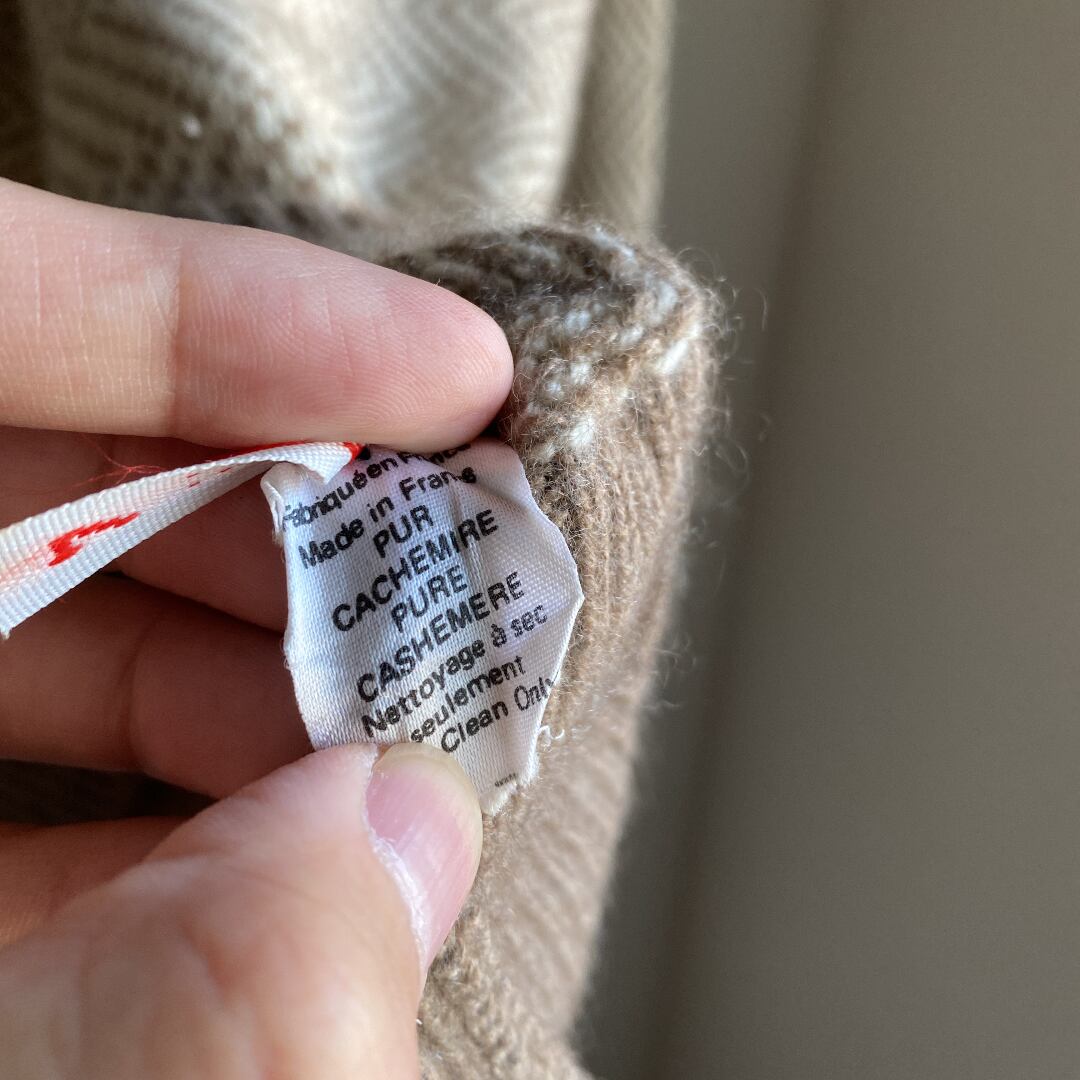 Fabriqué en France
Made in France
PUR
CACHEMIRE
PURE
CASHEMERE
Nettoyage à sec
seulement
Clean Only